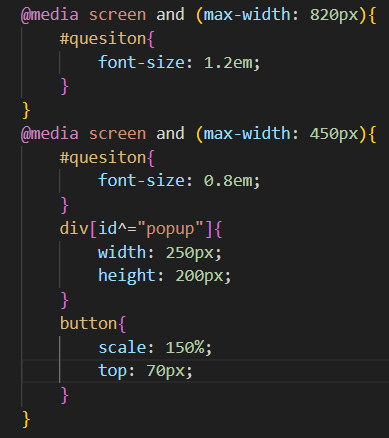 @media screen and (max-width: 820px){
    #quesiton{
        font-size: 1.2em;
    }
}
@media screen and (max-width: 450px){
    #quesiton{
        font-size: 0.8em;
    }
    div[id^="popup"]{
        width: 250px;
        height: 200px;
    }
    button{
        scale: 150%;
        top: 70px;
    }
}